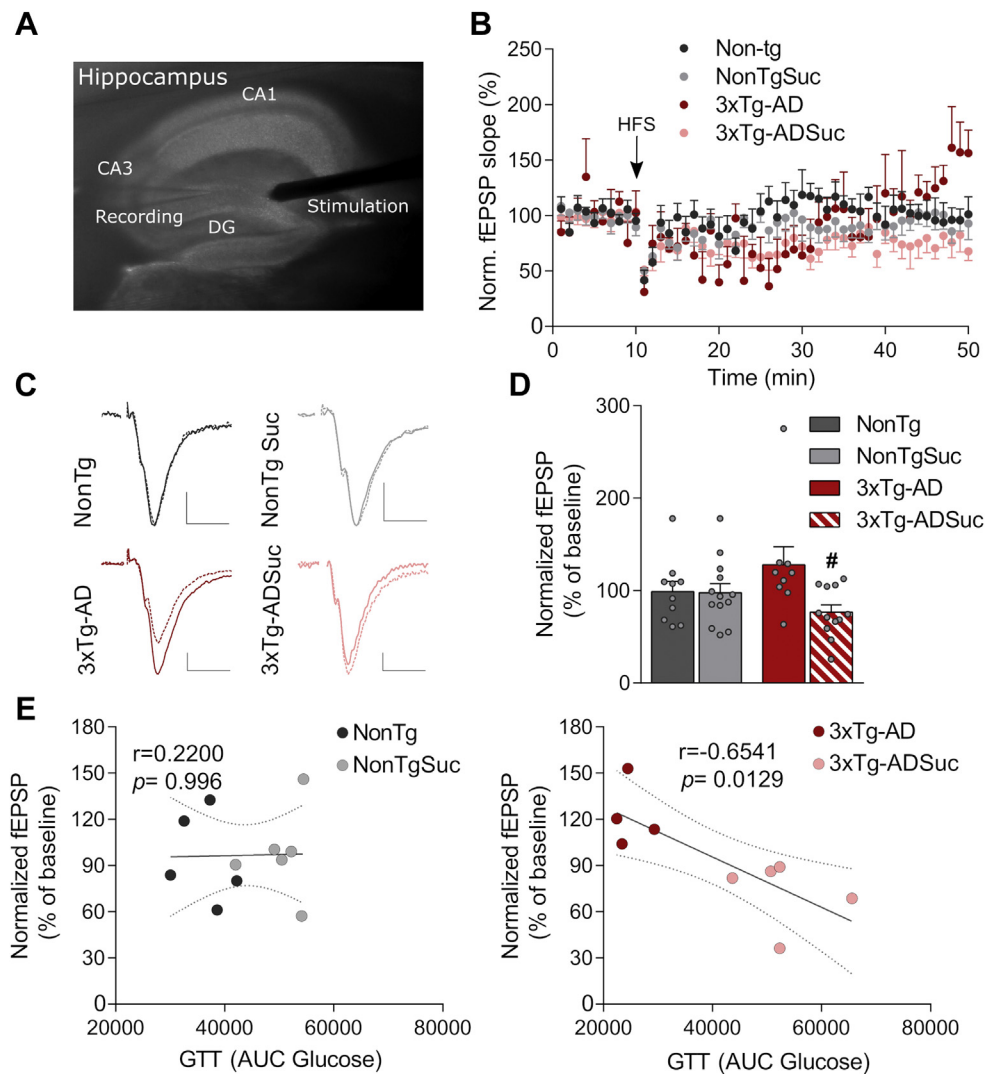 A
Hippocampus
CA1
CA3
Recording
Stimulation
DG
B
Norm. fEPSP slope (%)
250
200
150
100
50
0
0
10
20
30
40
50
Time (min)
HFS
Non-tg
NonTgSuc
3xTg-AD
3xTg-ADSuc
C
NonTg
NonTg Suc
3xTg-AD
3xTg-ADSuc
D
Normalized fEPSP
(% of baseline)
300
200
100
0
NonTg
NonTgSuc
3xTg-AD
3xTg-ADSuc
#
E
Normalized fEPSP
(% of baseline)
180
150
120
90
60
30
0
20000
40000
60000
80000
GTT (AUC Glucose)
r=0.2200
p= 0.996
NonTg
NonTgSuc
Normalized fEPSP
(% of baseline)
180
150
120
90
60
30
0
20000
40000
60000
80000
GTT (AUC Glucose)
r=-0.6541
p= 0.0129
3xTg-AD
3xTg-ADSuc